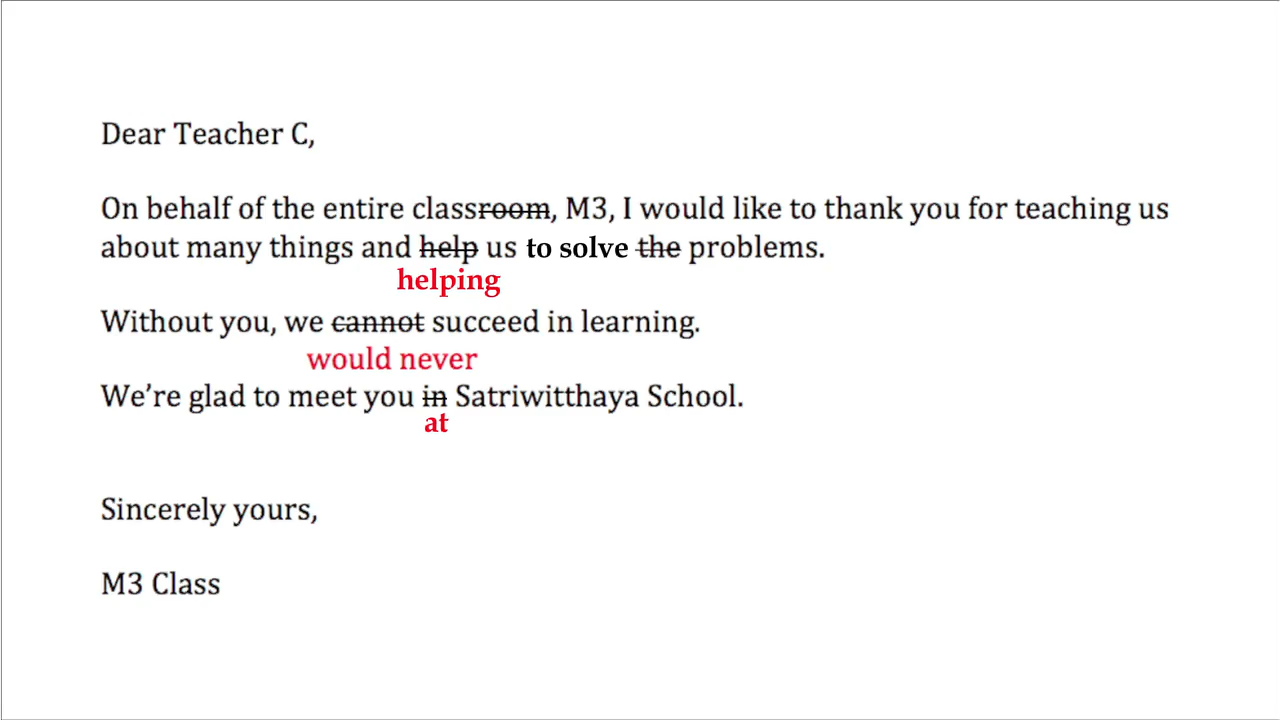 Dear Teacher C,
On behalf of the entire classroom, M3, I would like to thank you for teaching us
about many things and help us to solve the problems.
helping
Without you, we cannot succeed in learning.
would never
We're glad to meet you in Satriwitthaya School.
at
Sincerely yours,
M3 Class